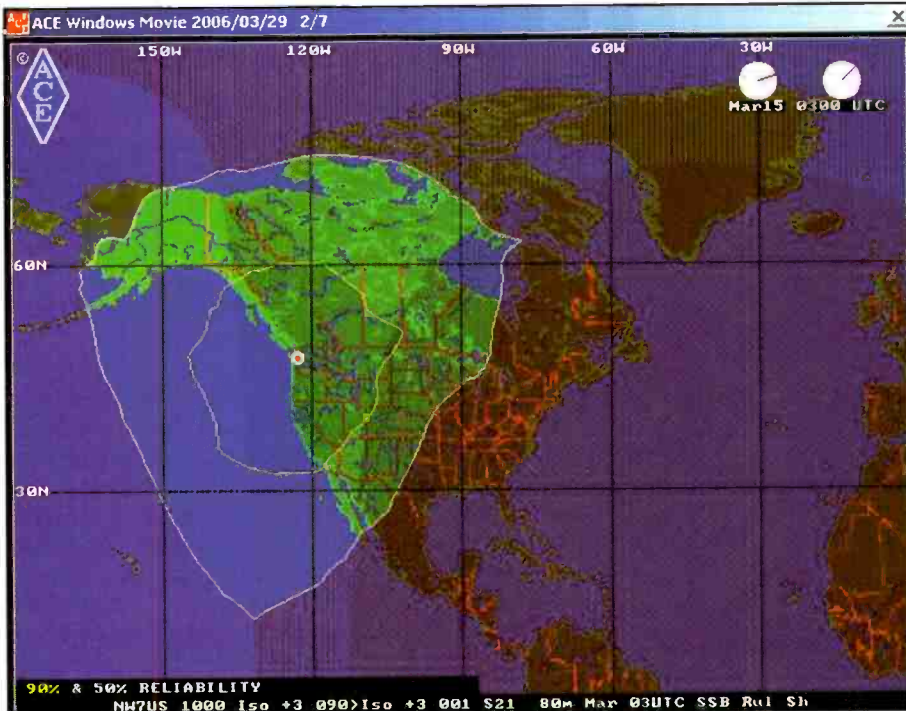 ACE Windows Movie 2006/03/29 2/7
150W 120W 90W 60W 30W
©
ACE
Mar15 0300 UTC
60N
30N
90% & 50% RELIABILITY
NW7US 1000 Iso +3 090>Iso +3 001 S21 80m Mar 03UTC SSB Rul Sh